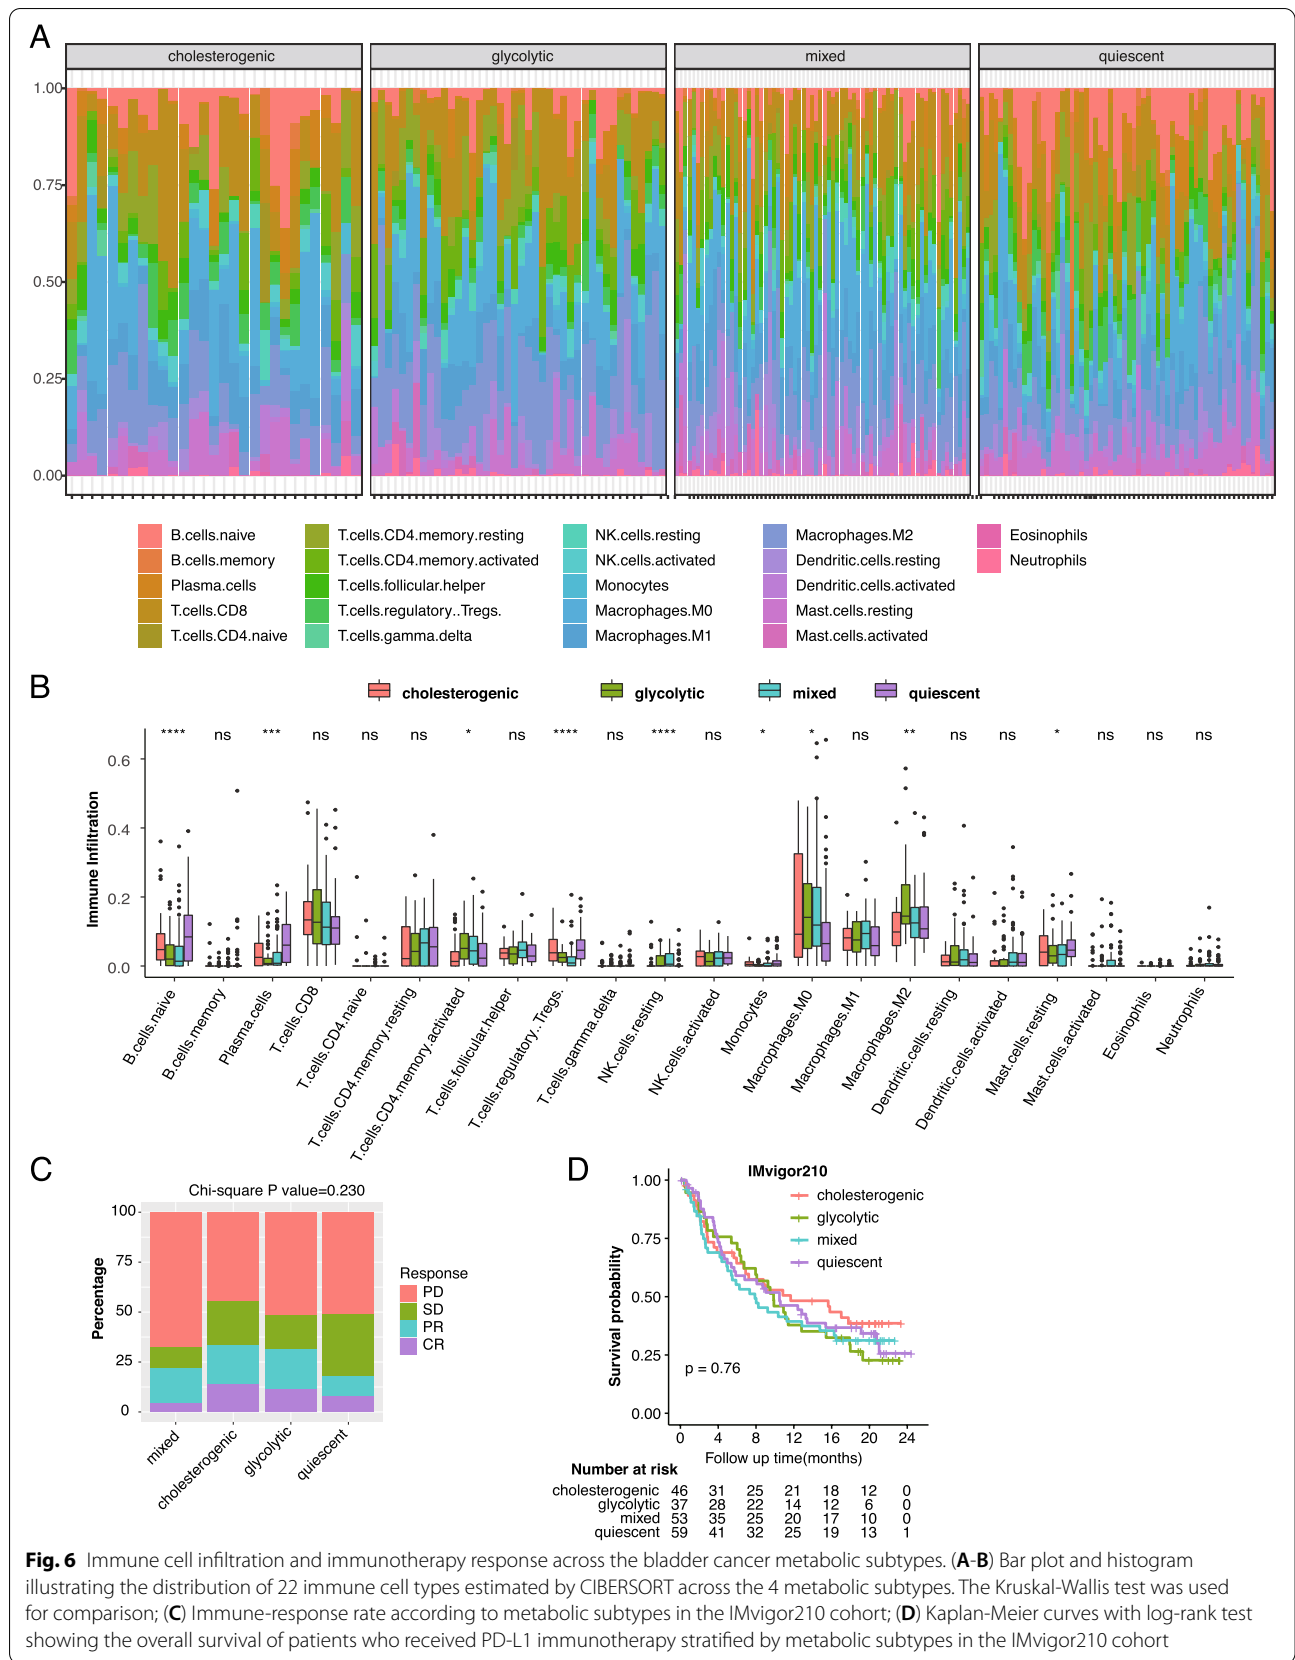 A
cholesterogenic glycolytic mixed quiescent
1.00
0.75
0.50
0.25
0.00
B.cells.naive T.cells.CD4.memory.resting NK.cells.resting Macrophages.M2 Eosinophils
B.cells.memory T.cells.CD4.memory.activated NK.cells.activated Dendritic.cells.resting Neutrophils
Plasma.cells T.cells.follicular.helper Monocytes Dendritic.cells.activated
T.cells.CD8 T.cells.regulatory..Tregs. Macrophages.M0 Mast.cells.resting
T.cells.CD4.naive T.cells.gamma.delta Macrophages.M1 Mast.cells.activated
B
cholesterogenic glycolytic mixed quiescent
**** ns *** ns ns ns * ns **** ns **** ns * * ns ** ns ns * ns ns ns
Immune Infiltration
0.6
0.4
0.2
0.0
B.cells.naive
B.cells.memory
Plasma.cells
T.cells.CD8
T.cells.CD4.naive
T.cells.CD4.memory.resting
T.cells.CD4.memory.activated
T.cells.follicular.helper
T.cells.regulatory..Tregs.
T.cells.gamma.delta
NK.cells.resting
NK.cells.activated
Monocytes
Macrophages.M0
Macrophages.M1
Macrophages.M2
Dendritic.cells.resting
Dendritic.cells.activated
Mast.cells.resting
Mast.cells.activated
Eosinophils
Neutrophils
C
Chi-square P value=0.230
Percentage
100
75
50
25
0
mixed
cholesterogenic
glycolytic
quiescent
Response
PD
SD
PR
CR
D
IMvigor210
cholesterogenic
glycolytic
mixed
quiescent
Survival probability
1.00
0.75
0.50
0.25
0.00
p = 0.76
0 4 8 12 16 20 24
Follow up time(months)
Number at risk
cholesterogenic 46 31 25 21 18 12 0
glycolytic 37 28 22 14 12 6 0
mixed 53 35 25 20 17 10 0
quiescent 59 41 32 25 19 13 1
Fig. 6 Immune cell infiltration and immunotherapy response across the bladder cancer metabolic subtypes. (A-B) Bar plot and histogram
illustrating the distribution of 22 immune cell types estimated by CIBERSORT across the 4 metabolic subtypes. The Kruskal-Wallis test was used
for comparison; (C) Immune-response rate according to metabolic subtypes in the IMvigor210 cohort; (D) Kaplan-Meier curves with log-rank test
showing the overall survival of patients who received PD-L1 immunotherapy stratified by metabolic subtypes in the IMvigor210 cohort